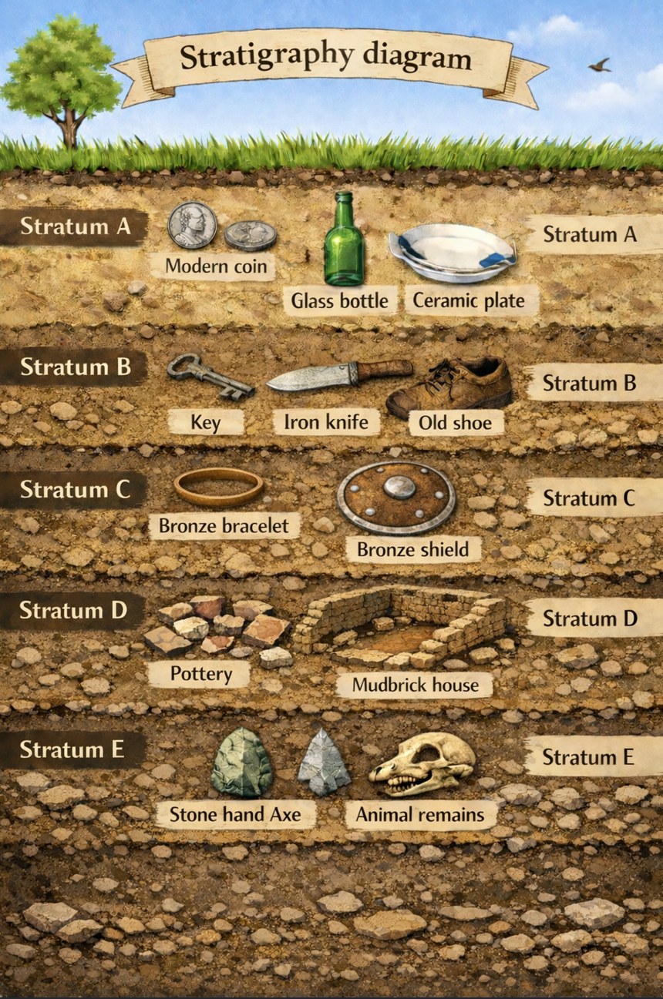 Stratigraphy diagram
Stratum A
Stratum A
Modern coin
Glass bottle
Ceramic plate
Stratum B
Stratum B
Key
Iron knife
Old shoe
Stratum C
Stratum C
Bronze bracelet
Bronze shield
Stratum D
Stratum D
Pottery
Mudbrick house
Stratum E
Stratum E
Stone hand Axe
Animal remains